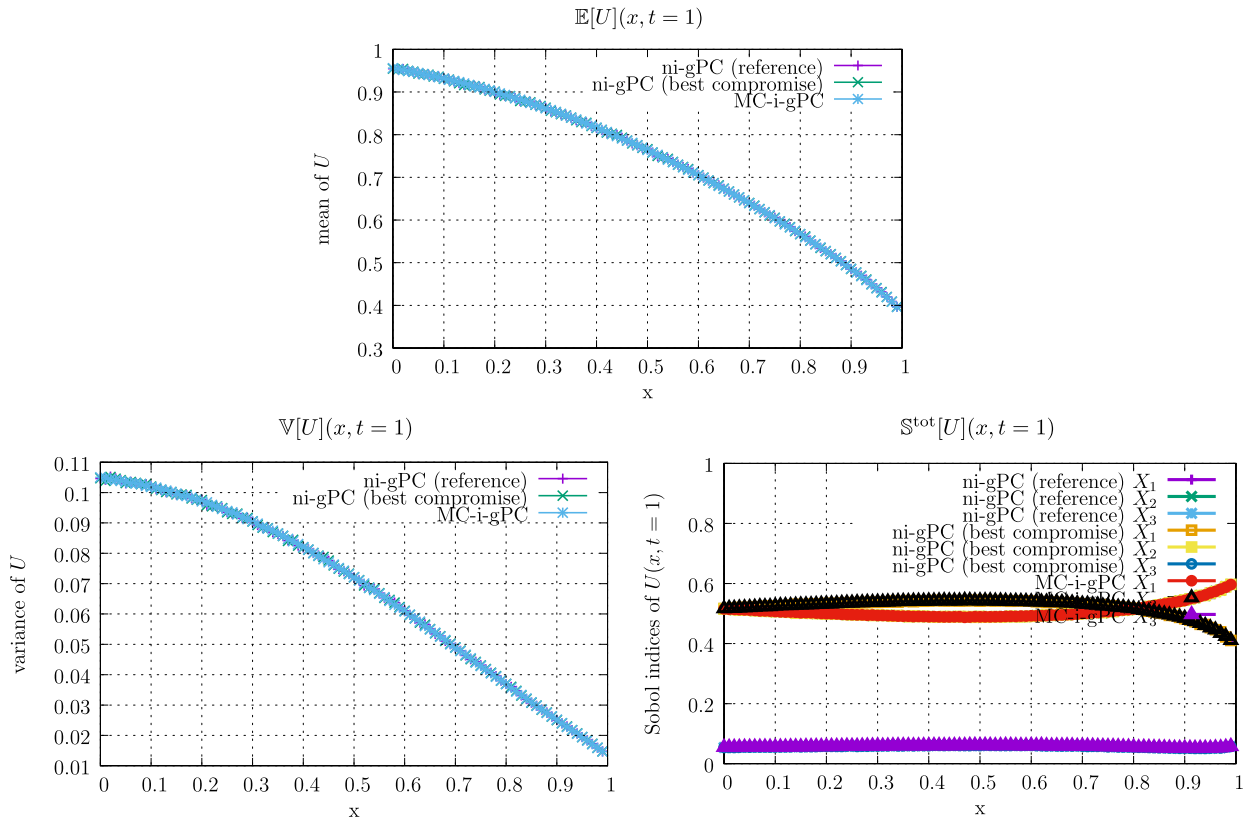 𝔼[U](x, t = 1)
mean of U
1
0.9
0.8
0.7
0.6
0.5
0.4
0.3
ni-gPC (reference)
ni-gPC (best compromise)
MC-i-gPC
0 0.1 0.2 0.3 0.4 0.5 0.6 0.7 0.8 0.9 1
x
𝕍[U](x, t = 1)
variance of U
0.11
0.1
0.09
0.08
0.07
0.06
0.05
0.04
0.03
0.02
0.01
ni-gPC (reference)
ni-gPC (best compromise)
MC-i-gPC
0 0.1 0.2 0.3 0.4 0.5 0.6 0.7 0.8 0.9 1
x
𝕊ᵗᵒᵗ[U](x, t = 1)
Sobol indices of U(x, t = 1)
1
0.8
0.6
0.4
0.2
0
ni-gPC (reference) X₁
ni-gPC (reference) X₂
ni-gPC (reference) X₃
ni-gPC (best compromise) X₁
ni-gPC (best compromise) X₂
ni-gPC (best compromise) X₃
MC-i-gPC X₁
MC-i-gPC X₃
0 0.1 0.2 0.3 0.4 0.5 0.6 0.7 0.8 0.9 1
x